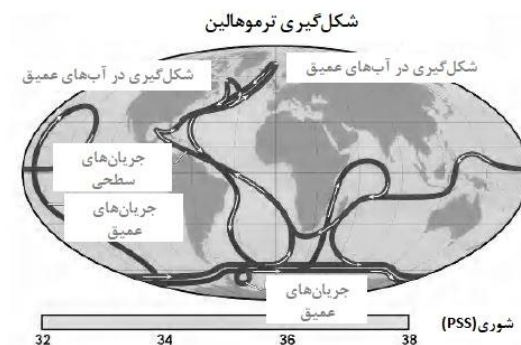 شکل‌گیری ترموهالین
شکل‌گیری در آب‌های عمیق
شکل‌گیری در آب‌های عمیق
جریان‌های
سطحی
جریان‌های
عمیق
جریان‌های
عمیق
شوری(PSS)
32 34 36 38